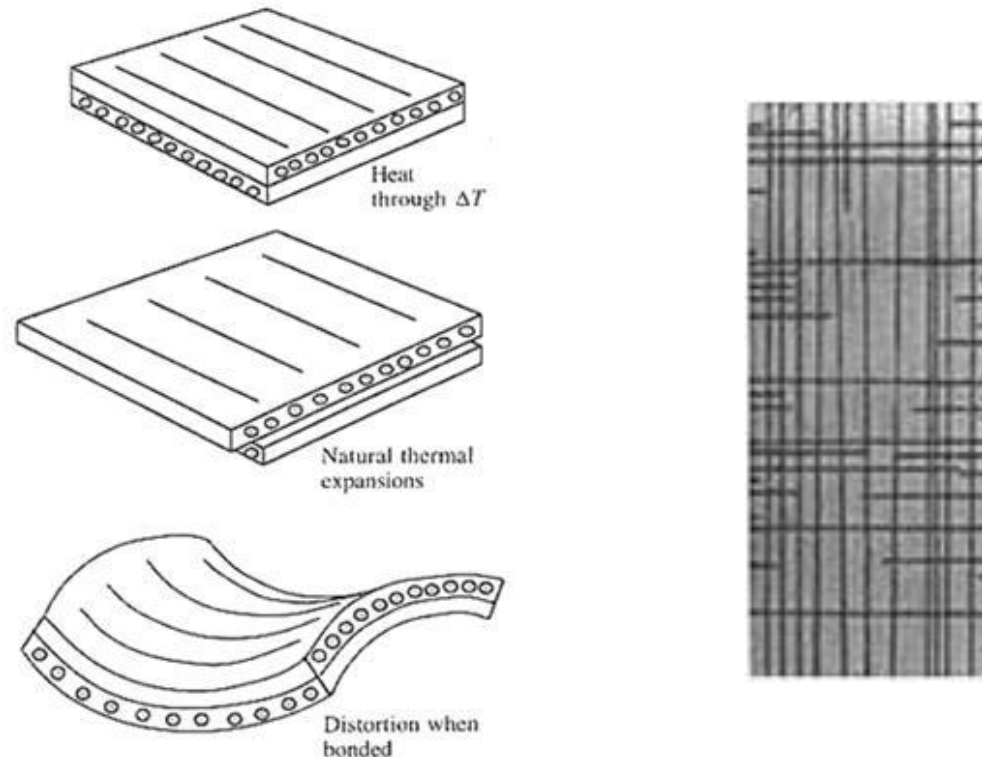 Heat
through ΔT
Natural thermal
expansions
Distortion when
bonded